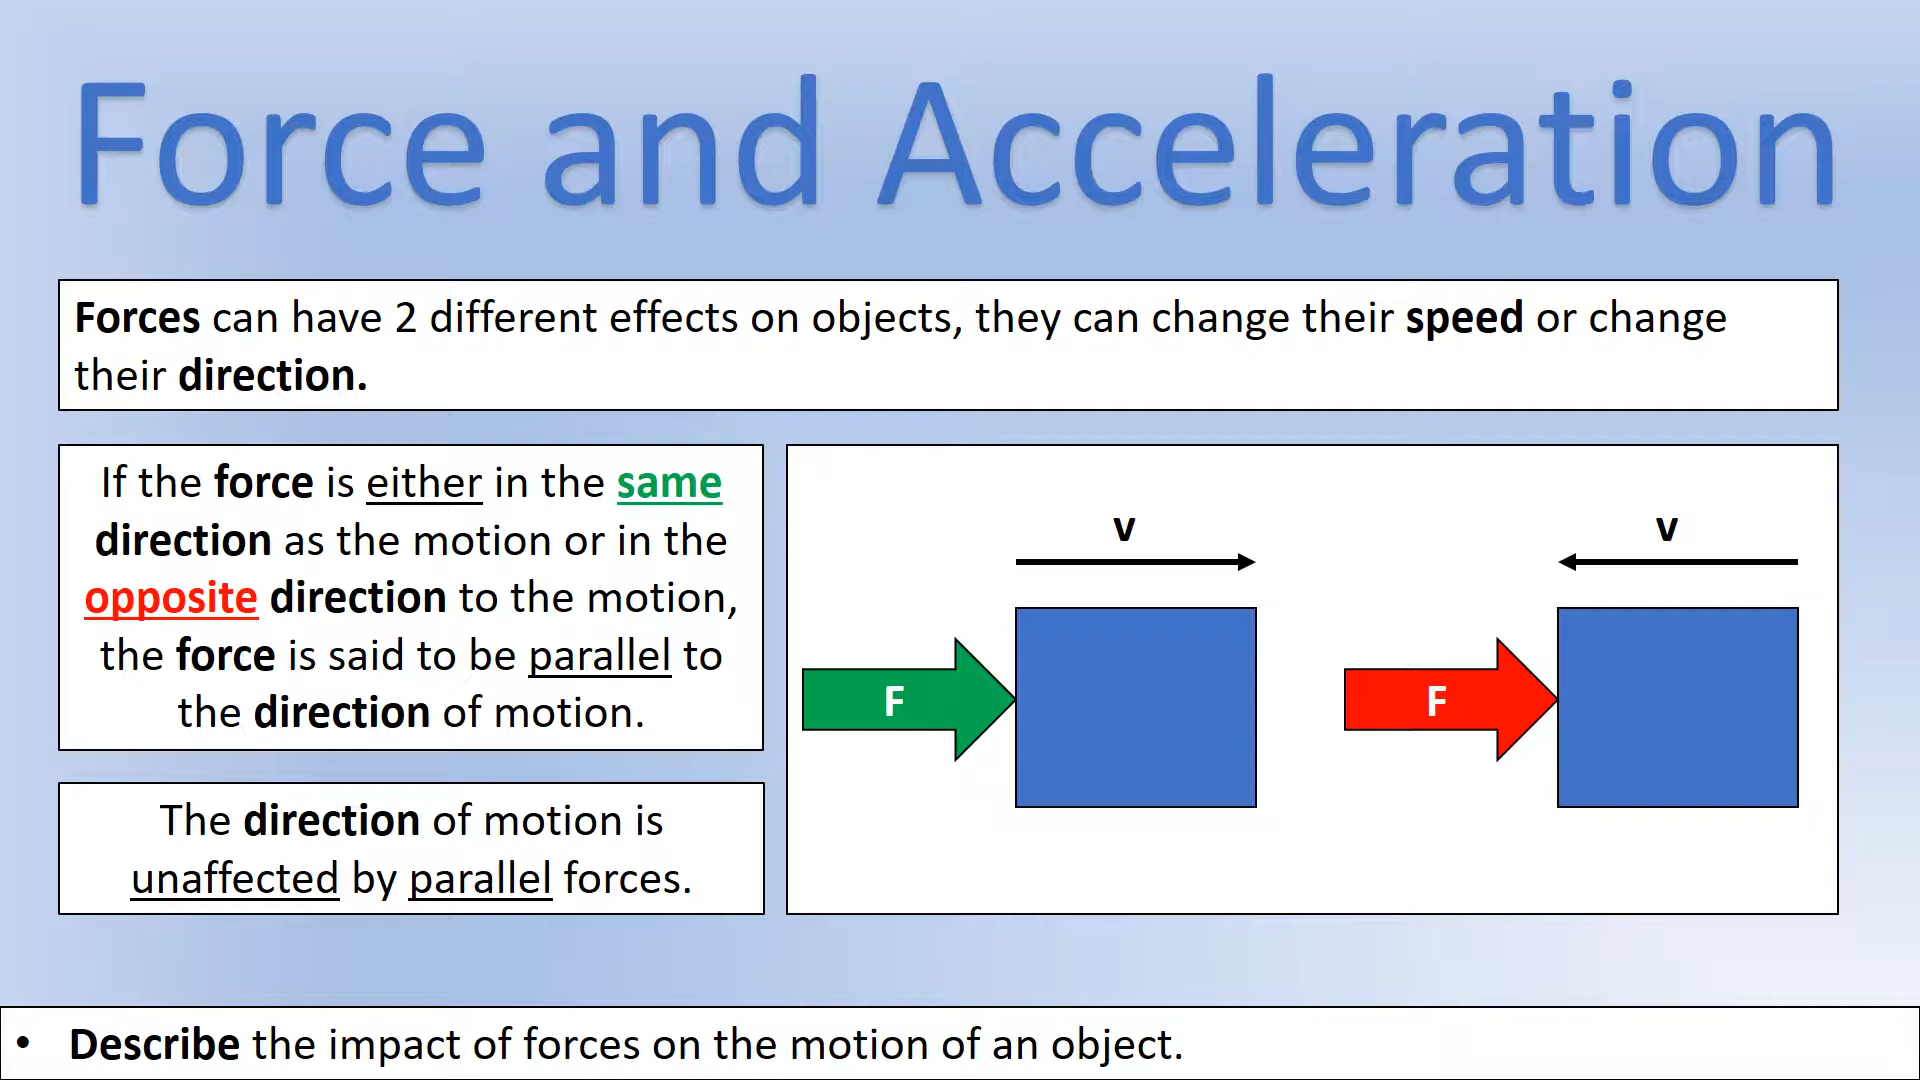 Force and Acceleration
Forces can have 2 different effects on objects, they can change their speed or change
their direction.
If the force is either in the same
direction as the motion or in the
opposite direction to the motion,
the force is said to be parallel to
the direction of motion.
The direction of motion is
unaffected by parallel forces.
v
v
F
F
• Describe the impact of forces on the motion of an object.